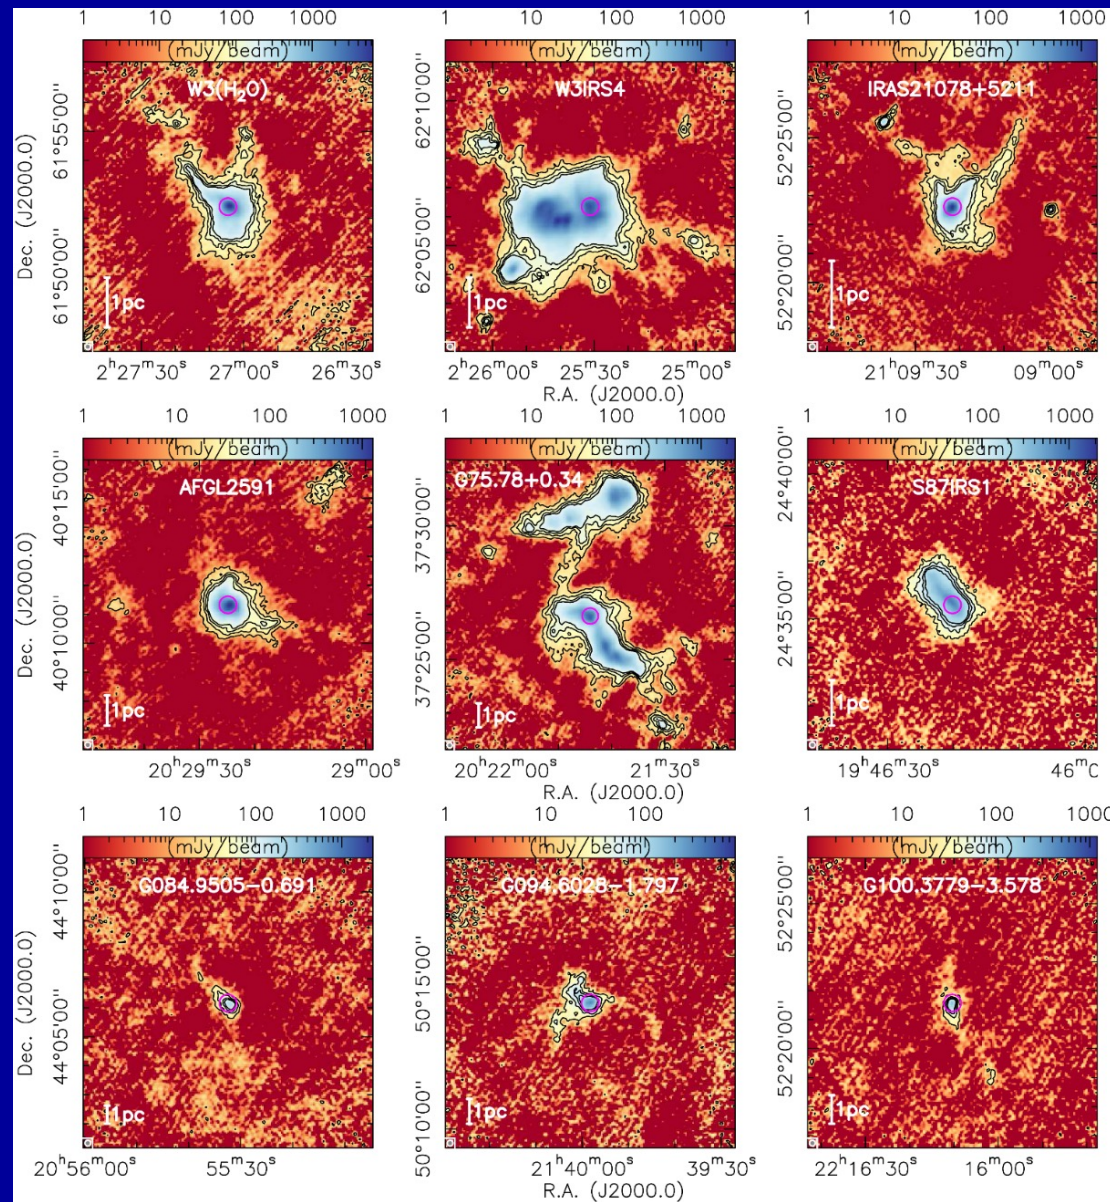 1 10 100 1000
(mJy/beam)
W3(H₂O)
Dec. (J2000.0)
61°55'00''
61°50'00''
1pc
2ʰ27ᵐ30ˢ 27ᵐ00ˢ 26ᵐ30ˢ
1 10 100 1000
(mJy/beam)
W3IRS4
62°10'00''
62°05'00''
1pc
2ʰ26ᵐ00ˢ 25ᵐ30ˢ 25ᵐ00ˢ
R.A. (J2000.0)
1 10 100 1000
(mJy/beam)
IRAS21078+5211
52°25'00''
52°20'00''
1pc
21ʰ09ᵐ30ˢ 09ᵐ00ˢ
1 10 100 1000
(mJy/beam)
AFGL2591
Dec. (J2000.0)
40°15'00''
40°10'00''
1pc
20ʰ29ᵐ30ˢ 29ᵐ00ˢ
1 10 100 1000
(mJy/beam)
G75.78+0.34
37°30'00''
37°25'00''
1pc
20ʰ22ᵐ00ˢ 21ᵐ30ˢ
R.A. (J2000.0)
1 10 100 1000
(mJy/beam)
S87IRS1
24°40'00''
24°35'00''
1pc
19ʰ46ᵐ30ˢ 46ᵐ0
1 10 100 1000
(mJy/beam)
G084.9505−0.691
Dec. (J2000.0)
44°10'00''
44°05'00''
1pc
20ʰ56ᵐ00ˢ 55ᵐ30ˢ
1 10 100 1000
(mJy/beam)
G094.6028−1.797
50°15'00''
50°10'00''
1pc
21ʰ40ᵐ00ˢ 39ᵐ30ˢ
R.A. (J2000.0)
1 10 100 1000
(mJy/beam)
G100.3779−3.578
52°25'00''
52°20'00''
1pc
22ʰ16ᵐ30ˢ 16ᵐ00ˢ